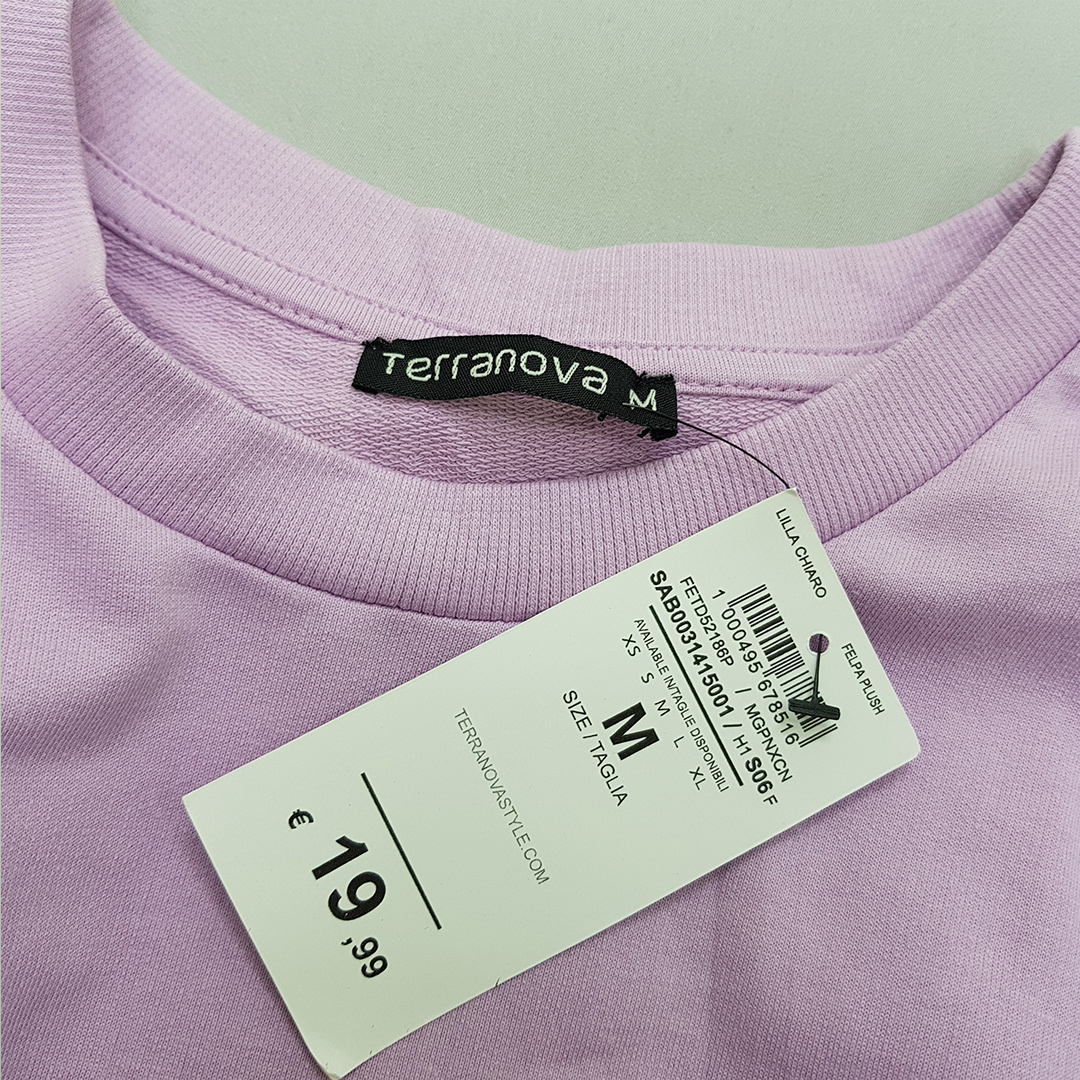 Terranova M
LILLA CHIARO
FELPA PLUSH
1 000495 678516
FETD52186P / MGPNXCN
SAB0031415001 / H1 S06 F
AVAILABLE IN/TAGLIE DISPONIBILI
XS S M L XL
M
SIZE / TAGLIA
TERRANOVASTYLE.COM
€ 19,99